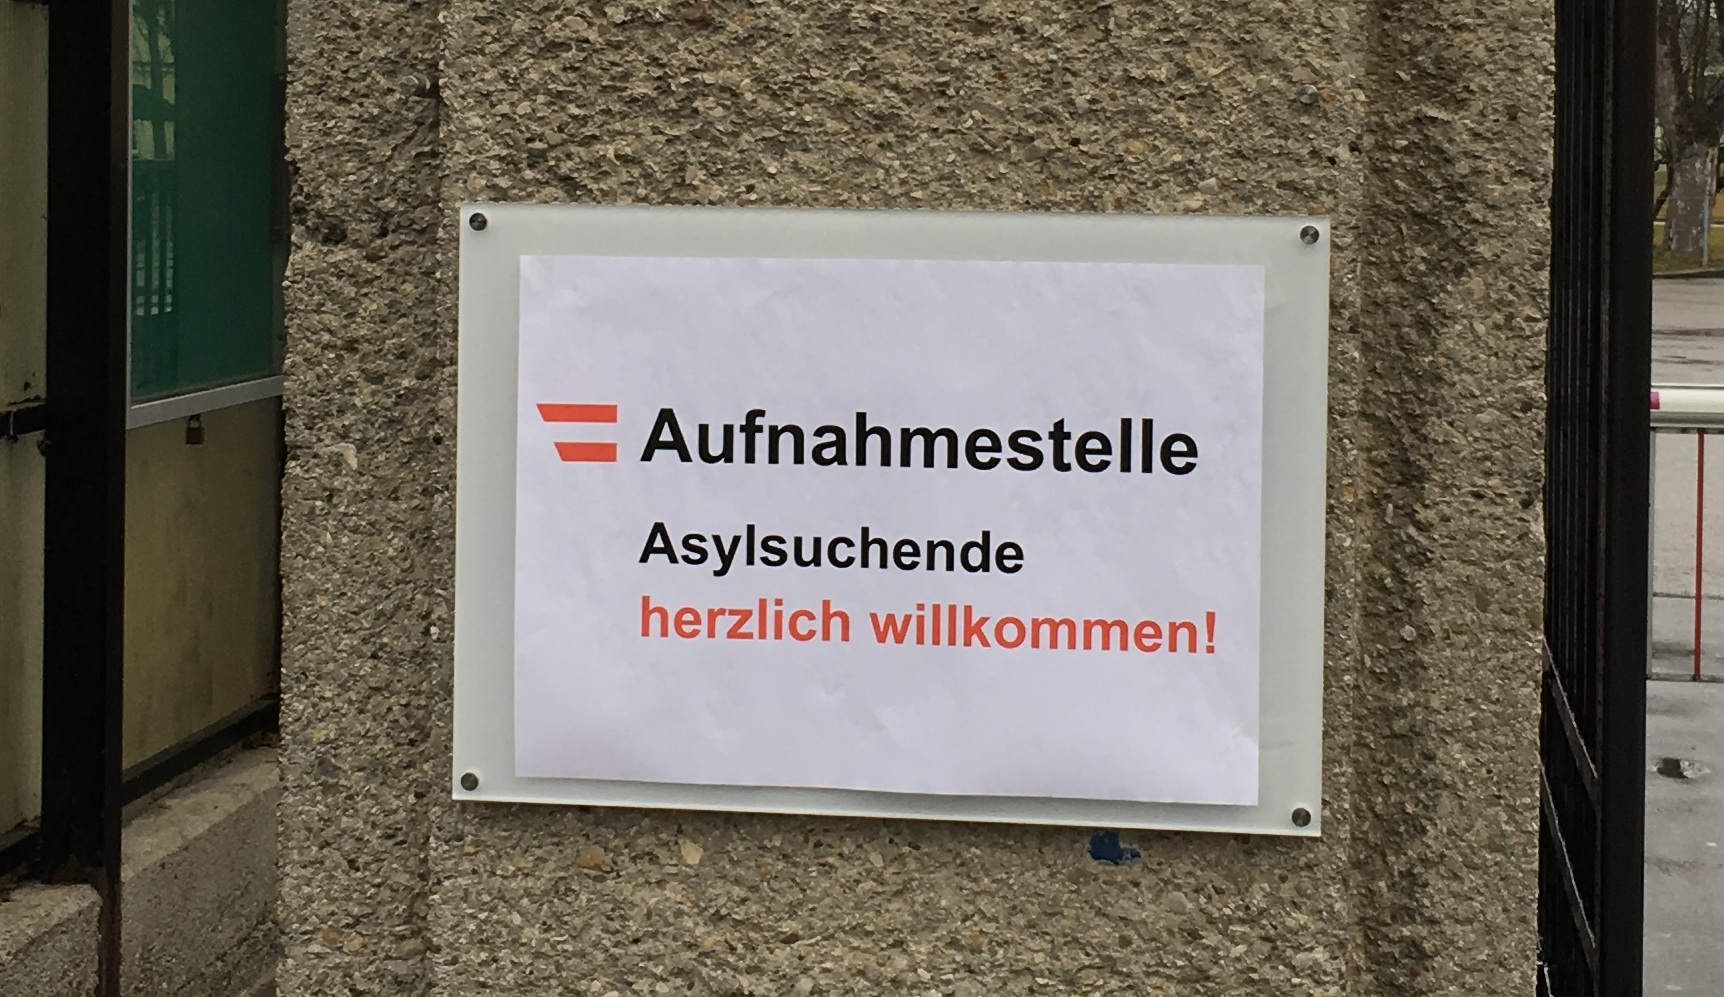 Aufnahmestelle
Asylsuchende
herzlich willkommen!